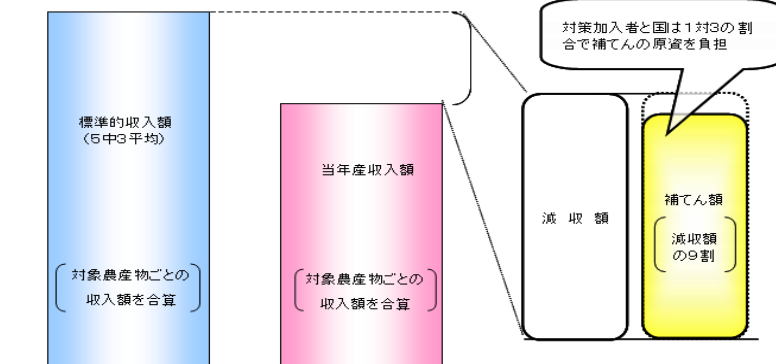 対策加入者と国は１対３の割
合で補てんの原資を負担
標準的収入額
（５中３平均）
当年産収入額
減 収 額
補てん額
減収額
の９割
対象農産物ごとの
収入額を合算
対象農産物ごとの
収入額を合算